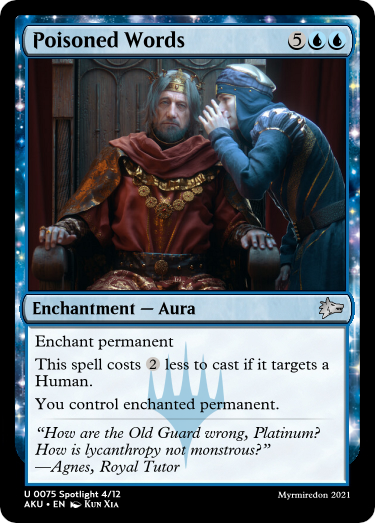 Poisoned Words 5
Enchantment — Aura
Enchant permanent
This spell costs 2 less to cast if it targets a
Human.
You control enchanted permanent.
“How are the Old Guard wrong, Platinum?
How is lycanthropy not monstrous?”
—Agnes, Royal Tutor
U 0075 Spotlight 4/12
AKU • EN Kun Xia
Myrmiredon 2021